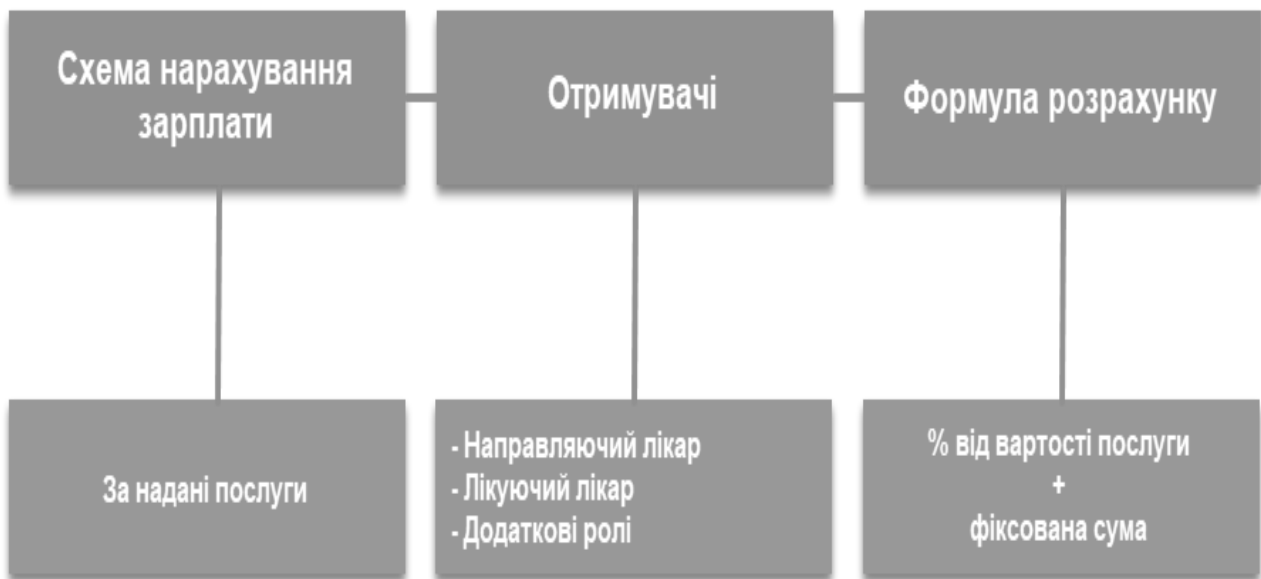 Схема нарахування
зарплати
Отримувачі
Формула розрахунку
За надані послуги
- Направляючий лікар
- Лікуючий лікар
- Додаткові ролі
% від вартості послуги
+
фіксована сума